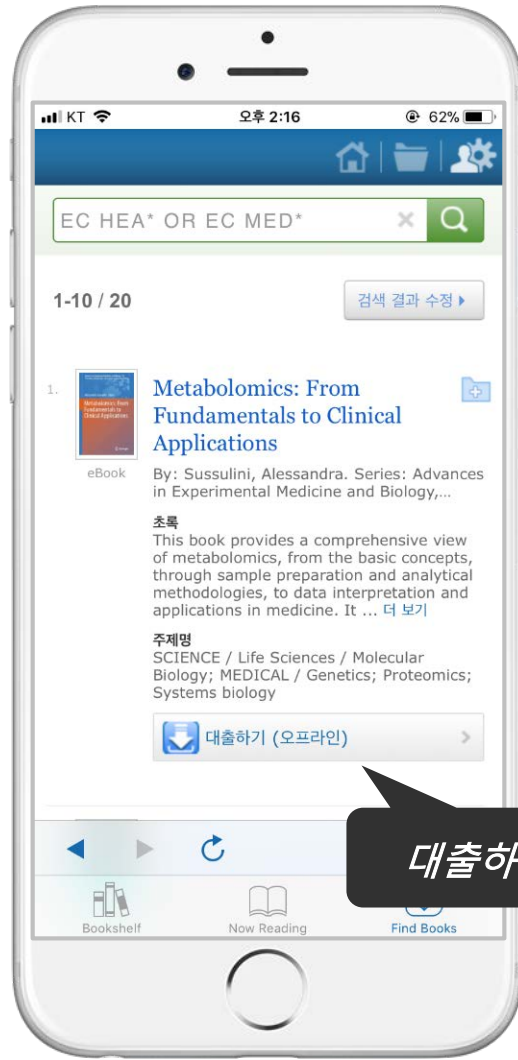 KT 오후 2:16 62%
EC HEA* OR EC MED*
1-10 / 20
검색 결과 수정
1.
eBook
Metabolomics: From
Fundamentals to Clinical
Applications
By: Sussulini, Alessandra. Series: Advances
in Experimental Medicine and Biology,...
초록
This book provides a comprehensive view
of metabolomics, from the basic concepts,
through sample preparation and analytical
methodologies, to data interpretation and
applications in medicine. It ... 더 보기
주제명
SCIENCE / Life Sciences / Molecular
Biology; MEDICAL / Genetics; Proteomics;
Systems biology
대출하기 (오프라인)
대출하
Bookshelf Now Reading Find Books